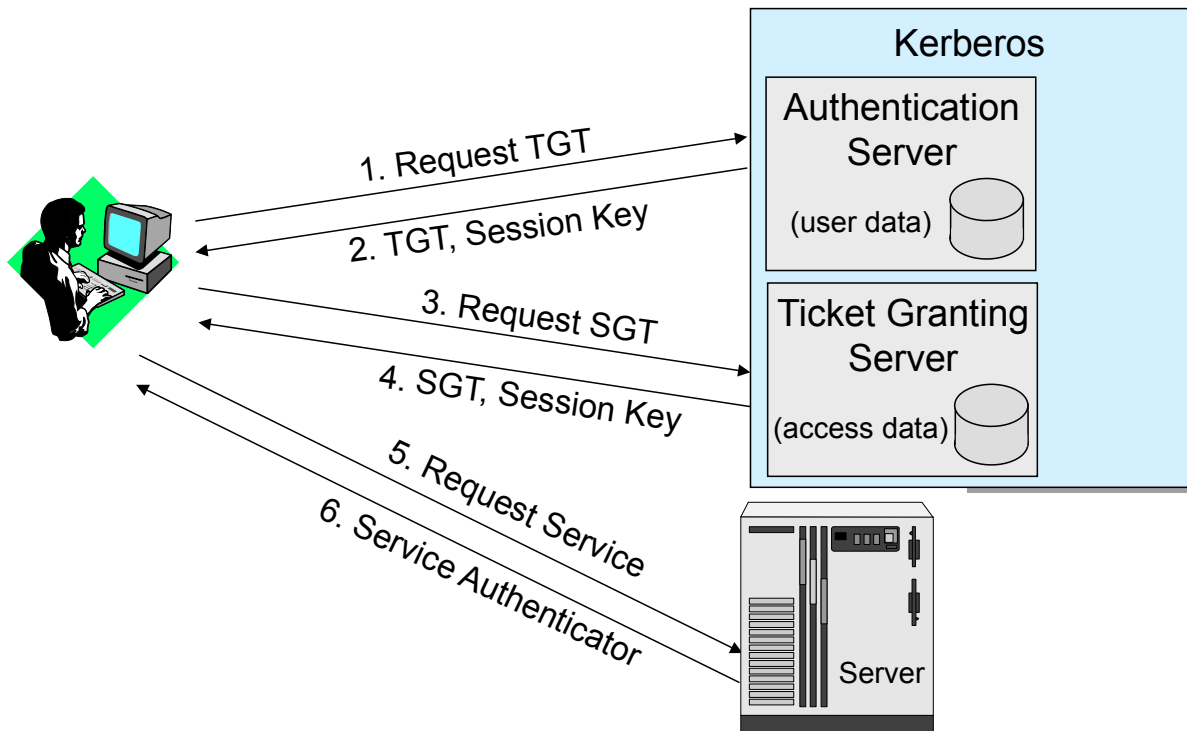 Kerberos
Authentication
Server
(user data)
1. Request TGT
2. TGT, Session Key
3. Request SGT
4. SGT, Session Key
Ticket Granting
Server
(access data)
5. Request Service
6. Service Authenticator
Server